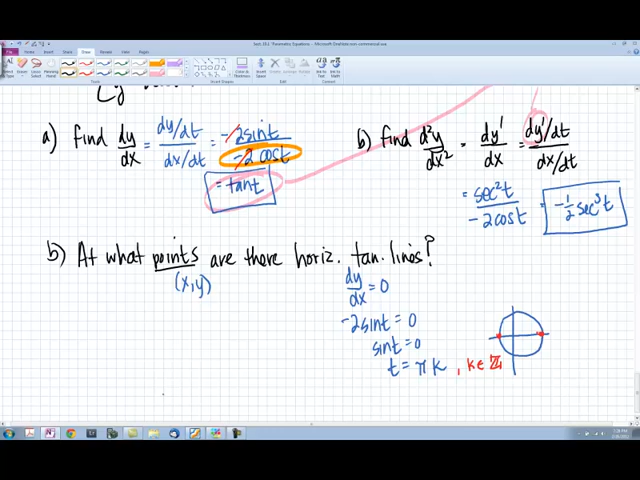 a) find dy/dx = dy/dt / dx/dt = -2sint / -2cost
= tant
b) find d²y/dx² = dy'/dx = dy'/dt / dx/dt
= sec²t / -2cost = -1/2 sec³t
b) At what points are there horiz. tan. lines?
(x,y)
dy/dx = 0
-2sint = 0
sint = 0
t = πk , k∈ℤ